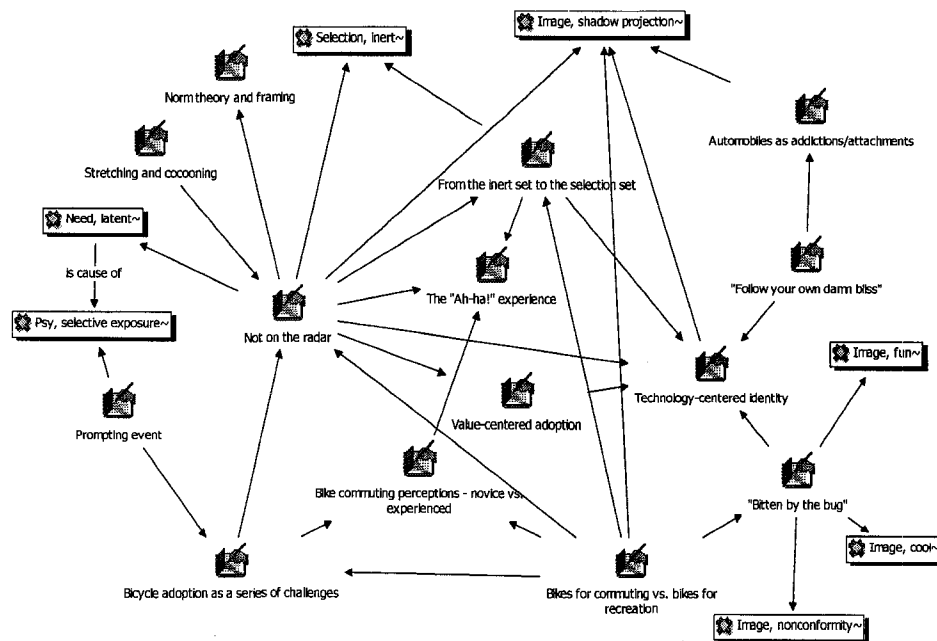 Image, shadow projection~
Selection, inert~
Norm theory and framing
Automobiles as addictions/attachments
Stretching and cocooning
From the inert set to the selection set
Need, latent~
is cause of
The "Ah-ha!" experience
"Follow your own damn bliss"
Psy, selective exposure~
Not on the radar
Image, fun~
Technology-centered identity
Value-centered adoption
Prompting event
Bike commuting perceptions - novice vs.
experienced
"Bitten by the bug"
Image, cool~
Bicycle adoption as a series of challenges
Bikes for commuting vs. bikes for
recreation
Image, nonconformity~